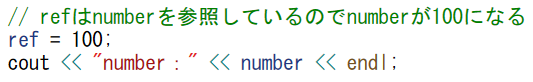 // refはnumberを参照しているのでnumberが100になる
ref = 100;
cout << "number：" << number << endl;